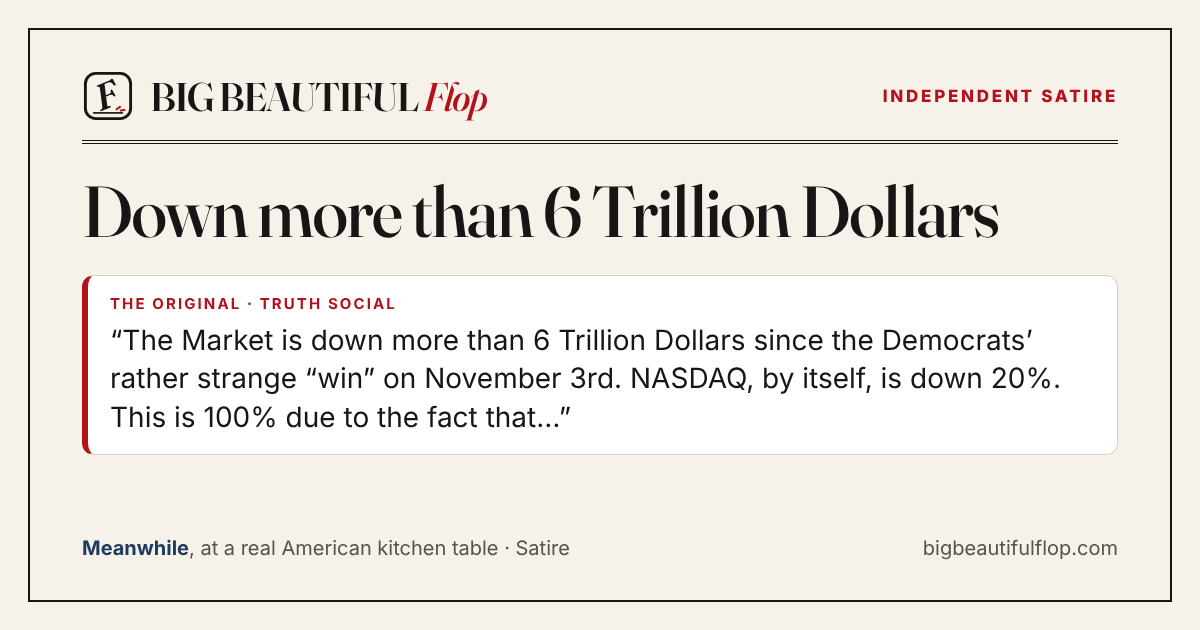 F
BIG BEAUTIFUL Flop
INDEPENDENT SATIRE
Down more than 6 Trillion Dollars
THE ORIGINAL · TRUTH SOCIAL
“The Market is down more than 6 Trillion Dollars since the Democrats’
rather strange “win” on November 3rd. NASDAQ, by itself, is down 20%.
This is 100% due to the fact that…”
Meanwhile, at a real American kitchen table · Satire
bigbeautifulflop.com